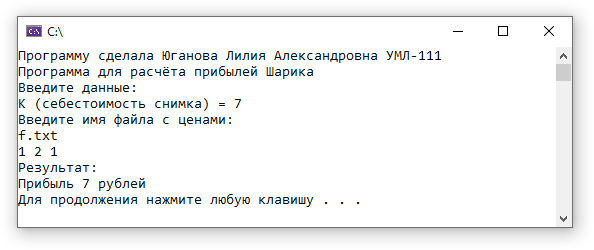 C:\
Программу сделала Юганова Лилия Александровна УМЛ-111
Программа для расчёта прибылей Шарика
Введите данные:
K (себестоимость снимка) = 7
Введите имя файла с ценами:
f.txt
1 2 1
Результат:
Прибыль 7 рублей
Для продолжения нажмите любую клавишу . . .